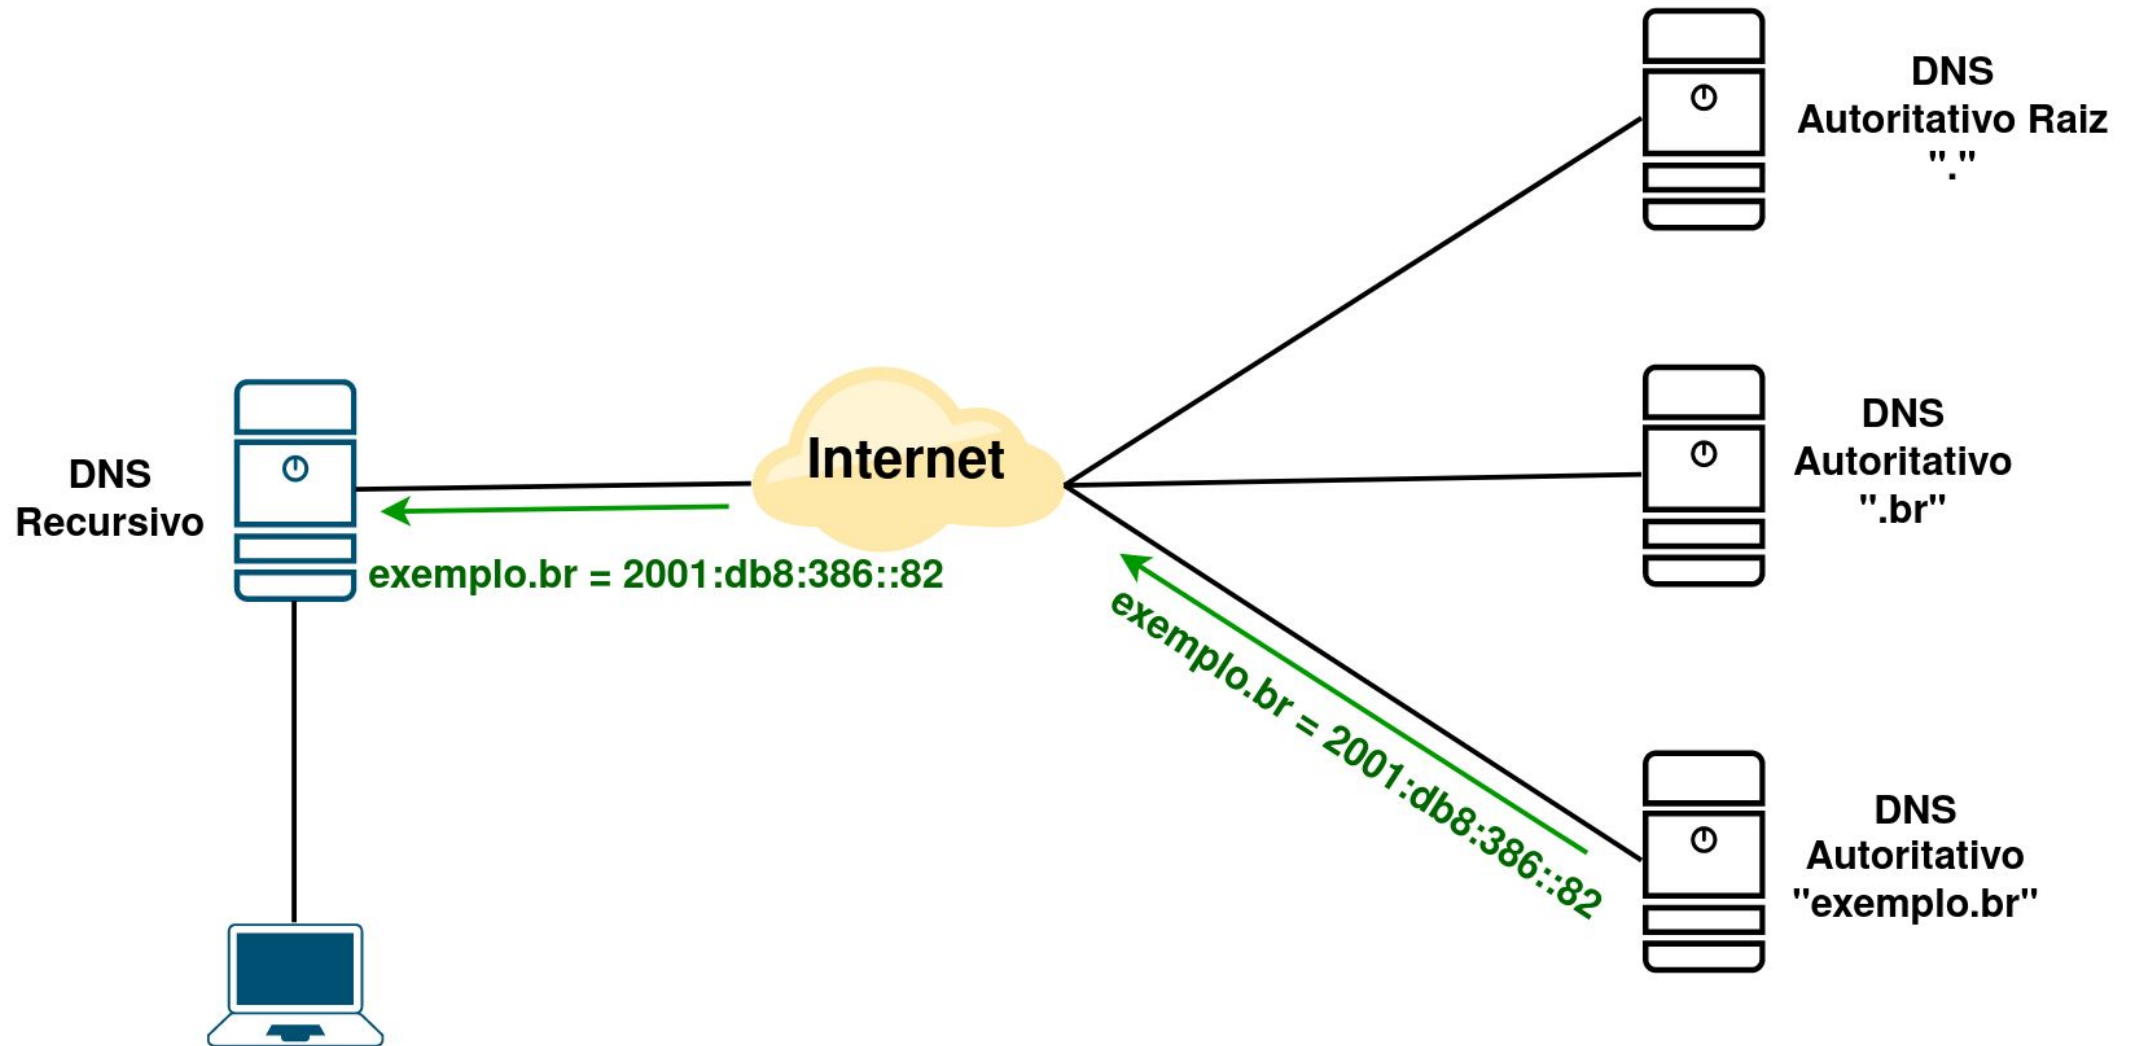 DNS
Autoritativo Raiz
"."
DNS
Autoritativo
".br"
Internet
DNS
Recursivo
exemplo.br = 2001:db8:386::82
exemplo.br = 2001:db8:386::82
DNS
Autoritativo
"exemplo.br"